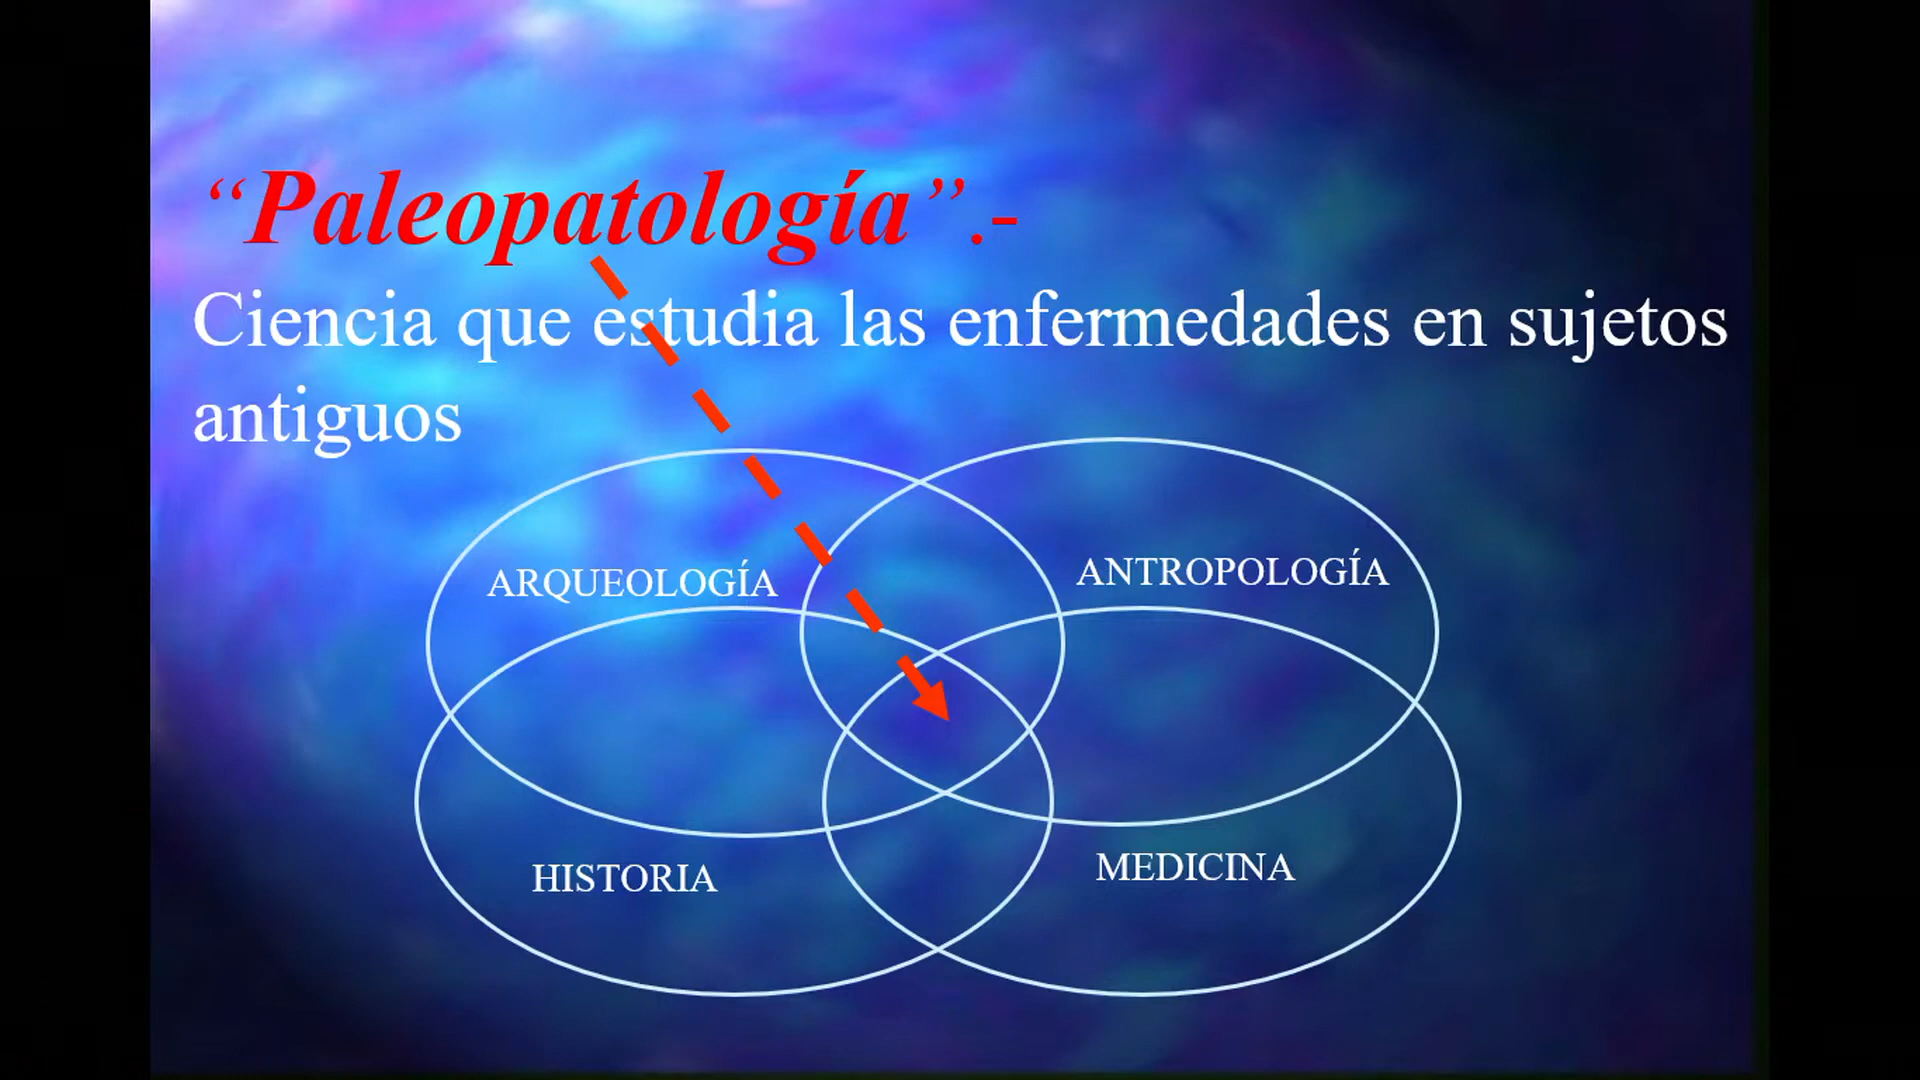 “Paleopatología”.-
Ciencia que estudia las enfermedades en sujetos
antiguos
ARQUEOLOGÍA
ANTROPOLOGÍA
HISTORIA
MEDICINA